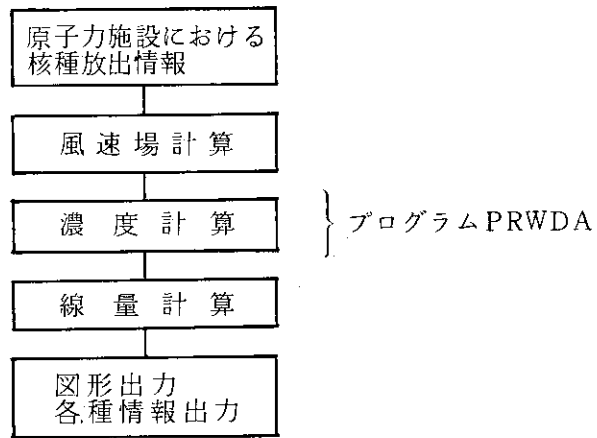 原子力施設における
核種放出情報
風速場計算
濃度計算
プログラムPRWDA
線量計算
図形出力
各種情報出力